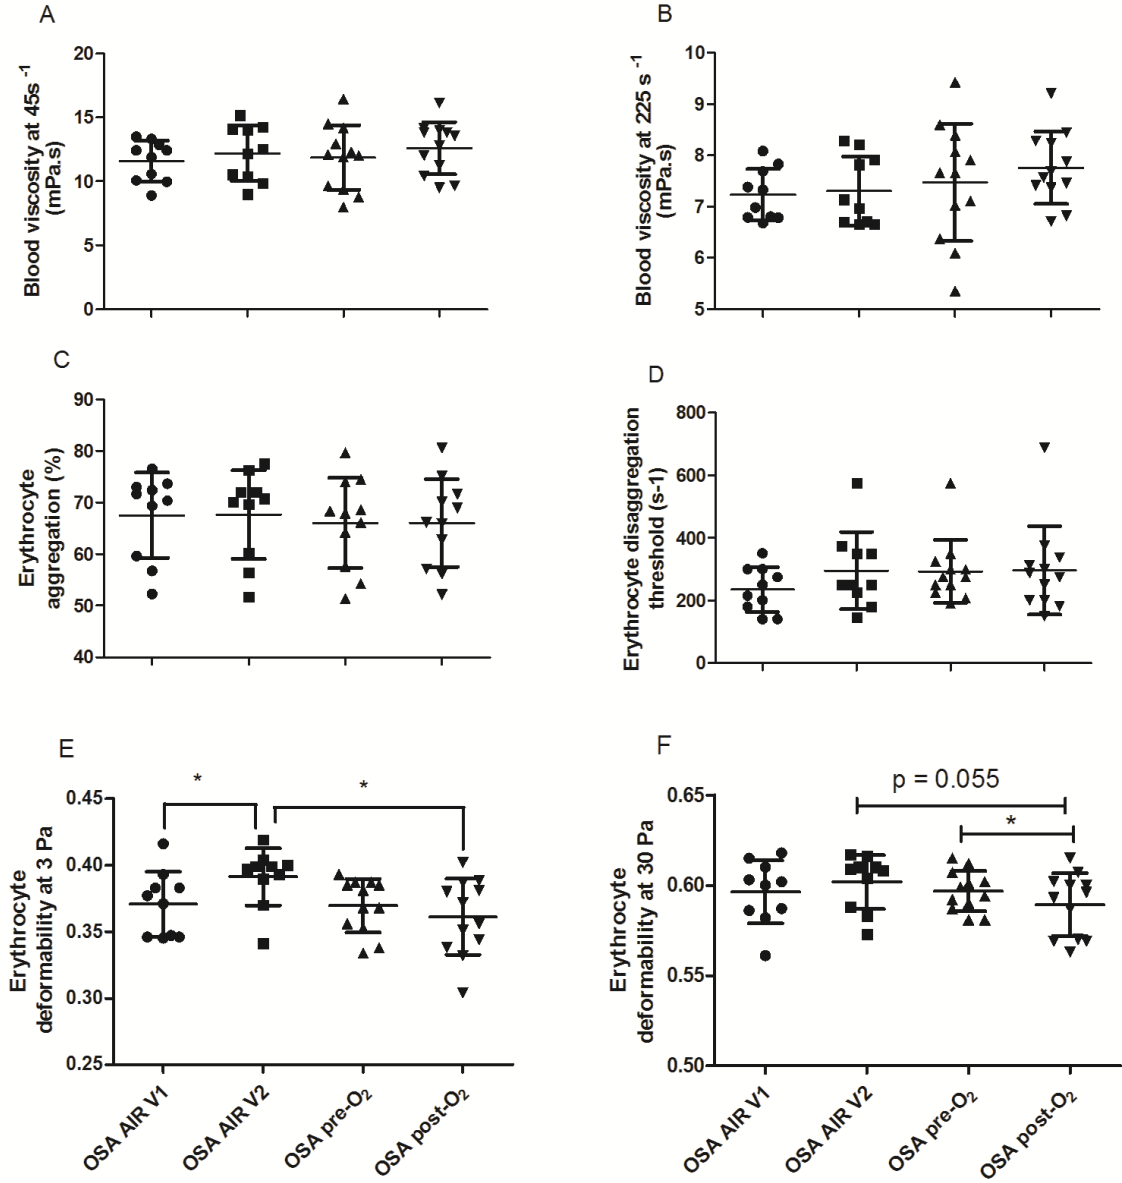 A
Blood viscosity at 45s -1
(mPa.s)
20
15
10
5
0
B
Blood viscosity at 225 s -1
(mPa.s)
10
9
8
7
6
5
C
Erythrocyte
aggregation (%)
90
80
70
60
50
40
D
Erythrocyte disaggregation
threshold (s-1)
800
600
400
200
0
E
Erythrocyte
deformability at 3 Pa
0.45
0.40
0.35
0.30
0.25
*
*
OSA AIR V1
OSA AIR V2
OSA pre-O2
OSA post-O2
F
Erythrocyte
deformability at 30 Pa
0.65
0.60
0.55
0.50
p = 0.055
*
OSA AIR V1
OSA AIR V2
OSA pre-O2
OSA post-O2